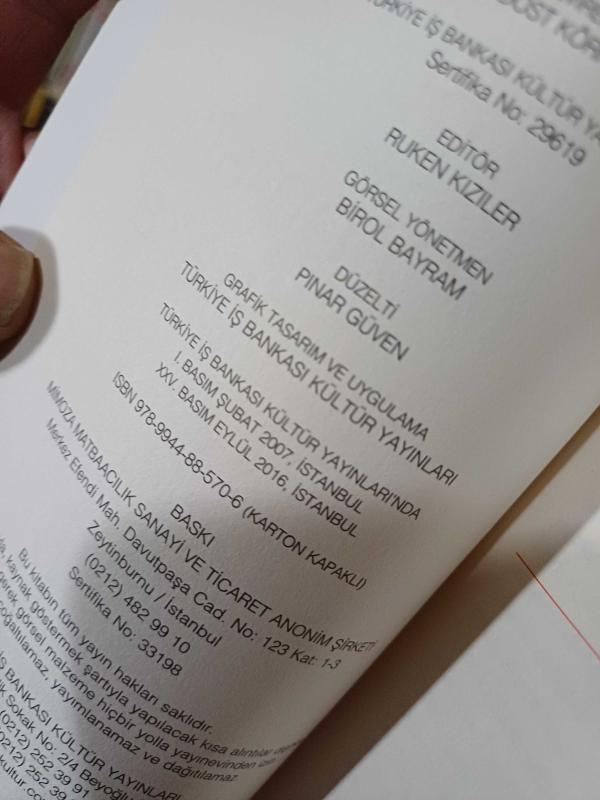 TÜRKİYE İŞ BANKASI KÜLTÜR
Sertifika No: 29619
EDİTÖR
RUKEN KIZILER
GÖRSEL YÖNETMEN
BİROL BAYRAM
DÜZELTİ
PINAR GÜVEN
GRAFİK TASARIM VE UYGULAMA
TÜRKİYE İŞ BANKASI KÜLTÜR YAYINLARI
TÜRKİYE İŞ BANKASI KÜLTÜR YAYINLARI'NDA
I. BASIM ŞUBAT 2007, İSTANBUL
XXV. BASIM EYLÜL 2016, İSTANBUL
ISBN 978-9944-88-570-6 (KARTON KAPAKLI)
BASKI
MİMOZA MATBAACILIK SANAYİ VE TİCARET ANONİM ŞİRKETİ
Merkez Efendi Mah. Davutpaşa Cad. No: 123 Kat: 1-3
Zeytinburnu / İstanbul
(0212) 482 99 10
Sertifika No: 33198
Bu kitabın tüm yayın hakları saklıdır.
kaynak göstermek şartıyla yapılacak kısa alıntılar
gerek görsel malzeme hiçbir yolla yayınevinden izin
çoğaltılamaz, yayımlanamaz ve dağıtılamaz.
İŞ BANKASI KÜLTÜR YAYINLARI
Sokak No: 2/4
(0212) 252 39 91